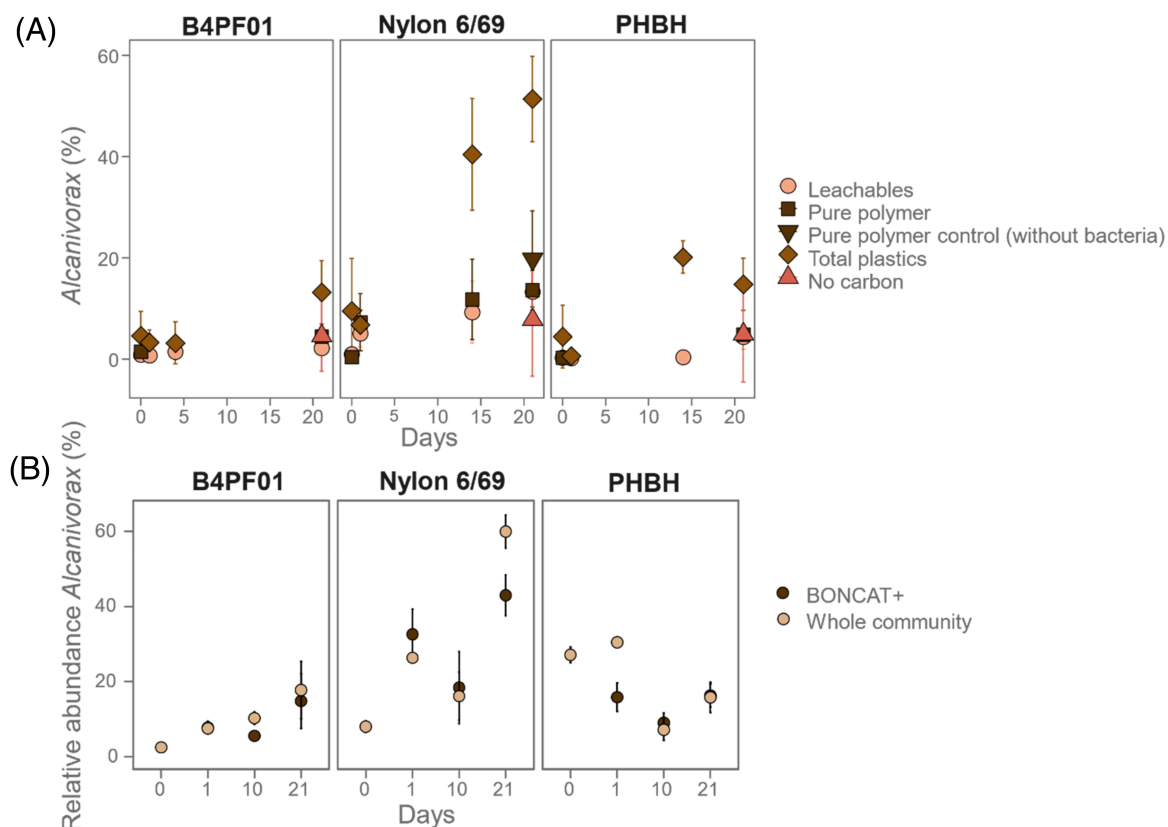 (A)
B4PF01 Nylon 6/69 PHBH
Alcanivorax (%)
60
40
20
0
0 5 10 15 20 0 5 10 15 20 0 5 10 15 20
Days
Leachables
Pure polymer
Pure polymer control (without bacteria)
Total plastics
No carbon
(B)
B4PF01 Nylon 6/69 PHBH
Relative abundance Alcanivorax (%)
60
40
20
0
0 1 10 21 0 1 10 21 0 1 10 21
Days
BONCAT+
Whole community